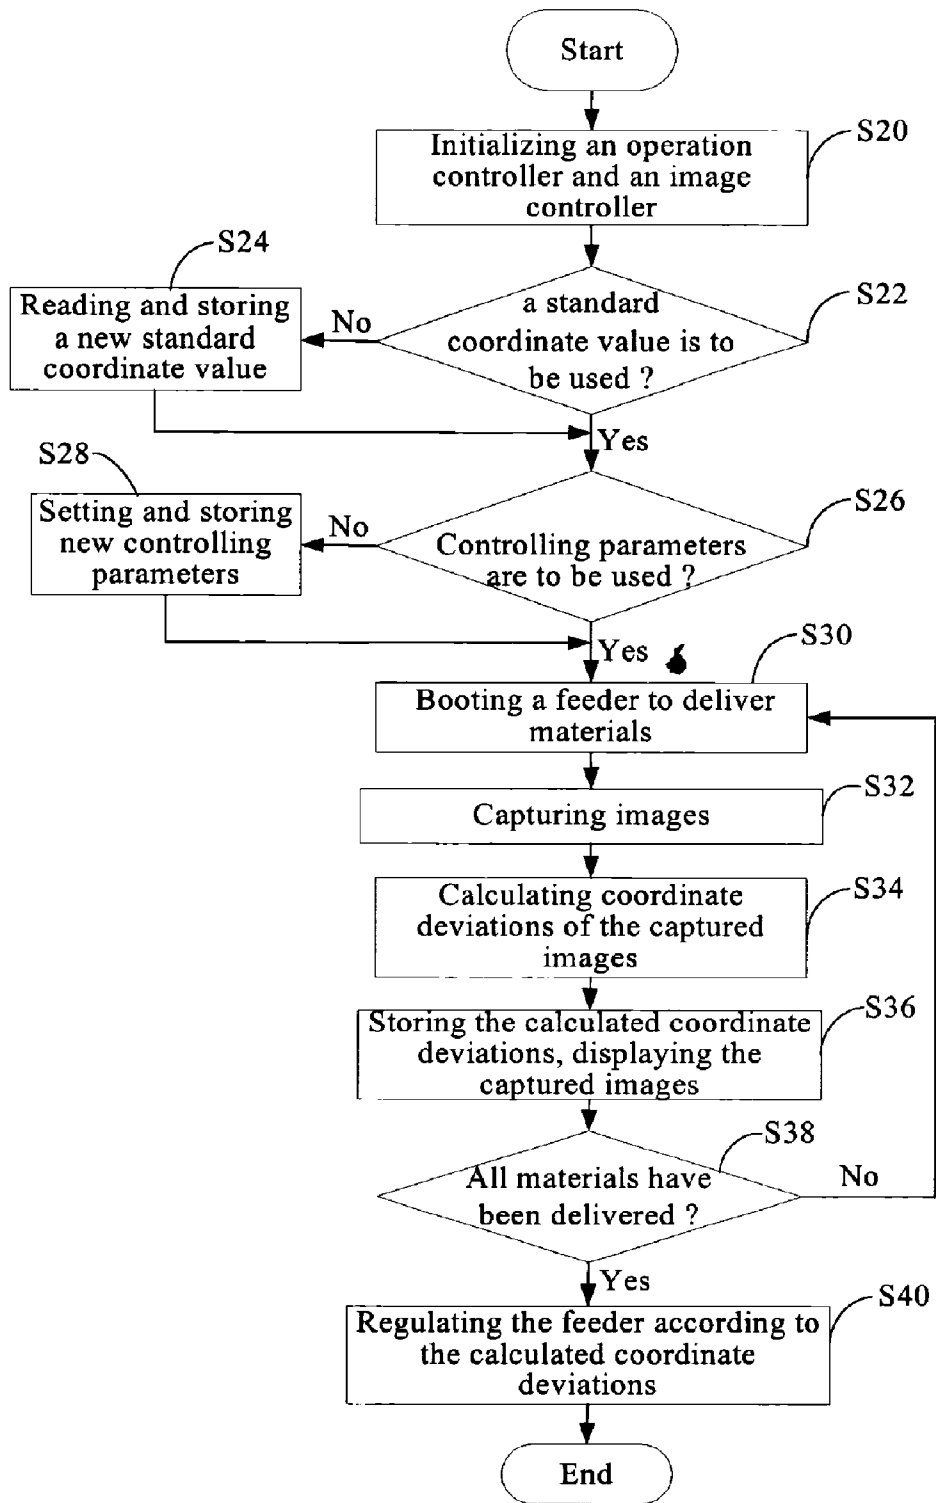 Start
S20
Initializing an operation
controller and an image
controller
S24
Reading and storing
a new standard
coordinate value
No
S22
a standard
coordinate value is to
be used ?
Yes
S28
Setting and storing
new controlling
parameters
No
S26
Controlling parameters
are to be used ?
Yes
S30
Booting a feeder to deliver
materials
S32
Capturing images
S34
Calculating coordinate
deviations of the captured
images
S36
Storing the calculated coordinate
deviations, displaying the
captured images
S38
All materials have
been delivered ?
No
Yes
S40
Regulating the feeder according to
the calculated coordinate
deviations
End